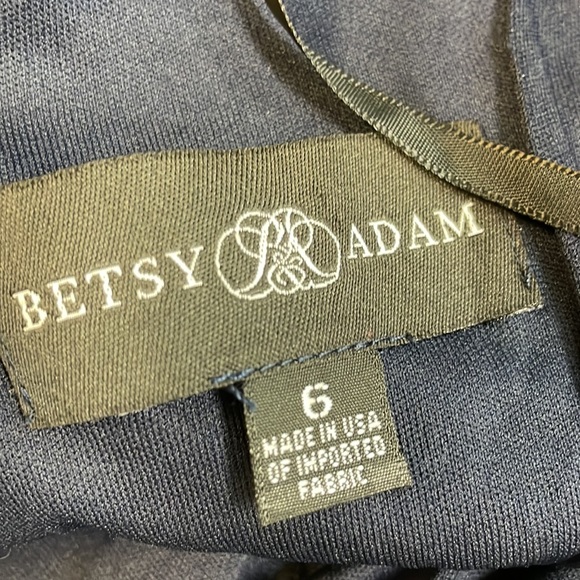 BETSY ADAM
6
MADE IN USA
OF IMPORTED
FABRIC